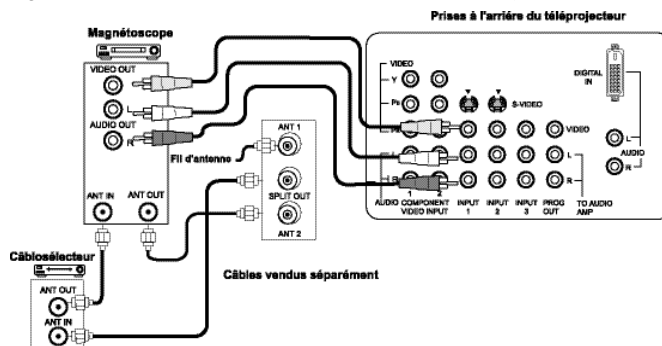 Prises à l'arriére du téléprojecteur
Magnétoscope
VIDEO OUT
L
AUDIO OUT
R
ANT IN
ANT OUT
Fil d'antenne
ANT 1
SPLIT OUT
ANT 2
Câblosélecteur
ANT OUT
ANT IN
Câbles vendus séparément
VIDEO
Y
PB
PR
L
R
S-VIDEO
VIDEO
L
R
AUDIO
1
2
COMPONENT
VIDEO INPUT
INPUT
1
INPUT
2
INPUT
3
PROG
OUT
TO AUDIO
AMP
DIGITAL
IN
L
AUDIO
R